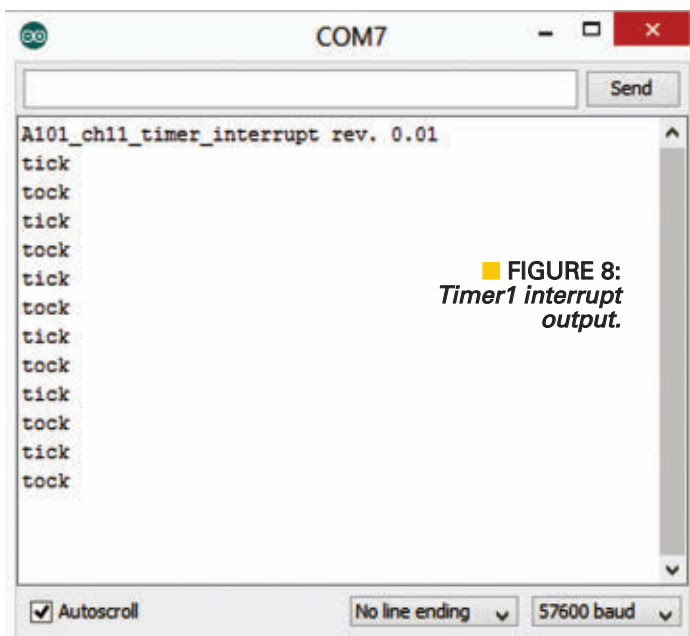 COM7
Send
A101_ch11_timer_interrupt rev. 0.01
tick
tock
tick
tock
tick
tock
tick
tock
tick
tock
tick
tock
FIGURE 8:
Timer1 interrupt
output.
Autoscroll
No line ending
57600 baud